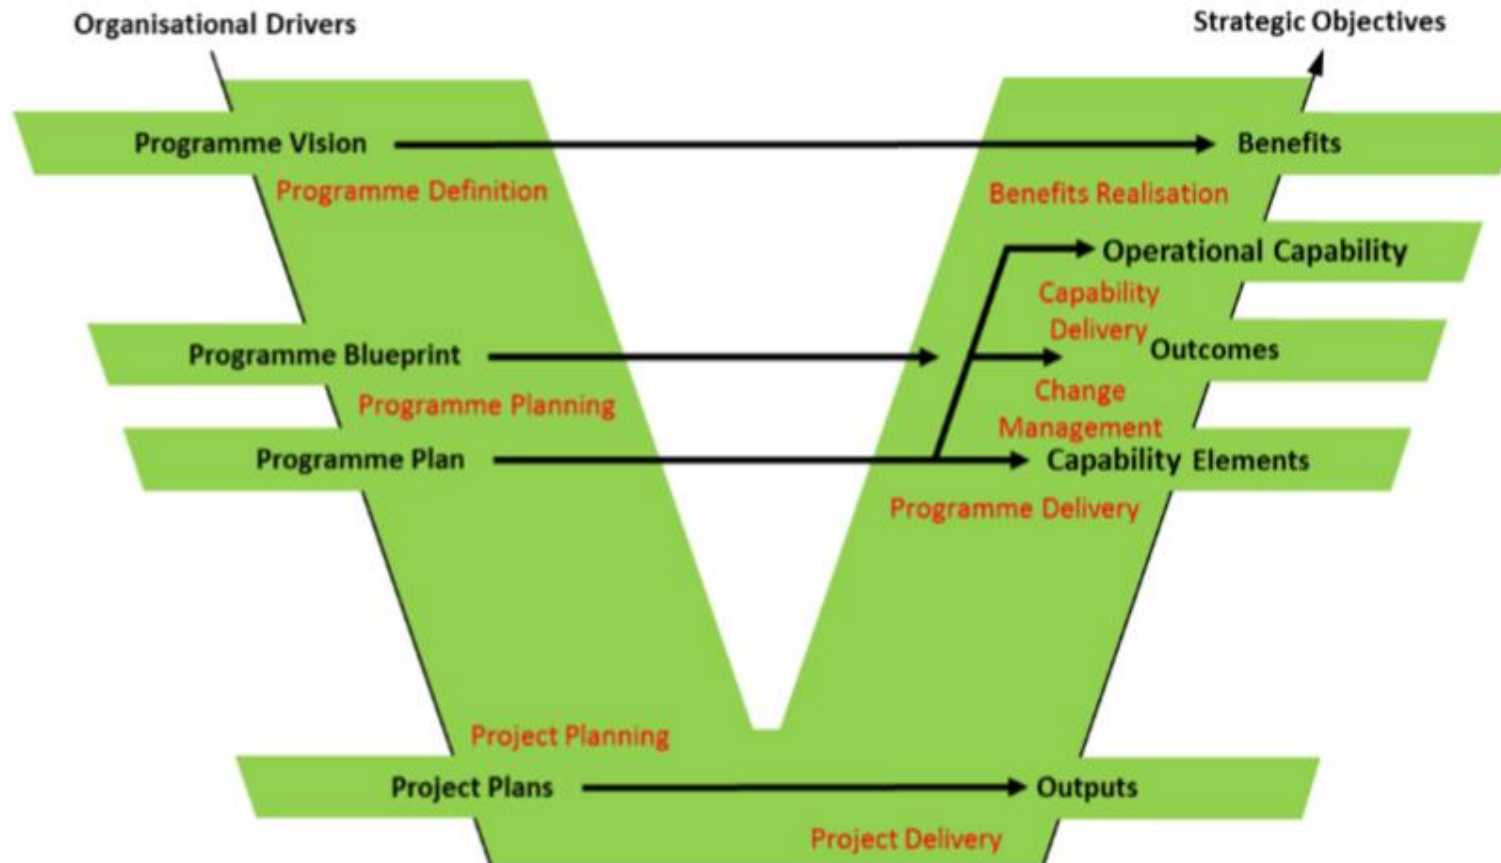 Organisational Drivers
Strategic Objectives
Programme Vision
Benefits
Programme Definition
Benefits Realisation
Operational Capability
Capability
Delivery
Programme Blueprint
Outcomes
Programme Planning
Change
Management
Programme Plan
Capability Elements
Programme Delivery
Project Planning
Project Plans
Outputs
Project Delivery